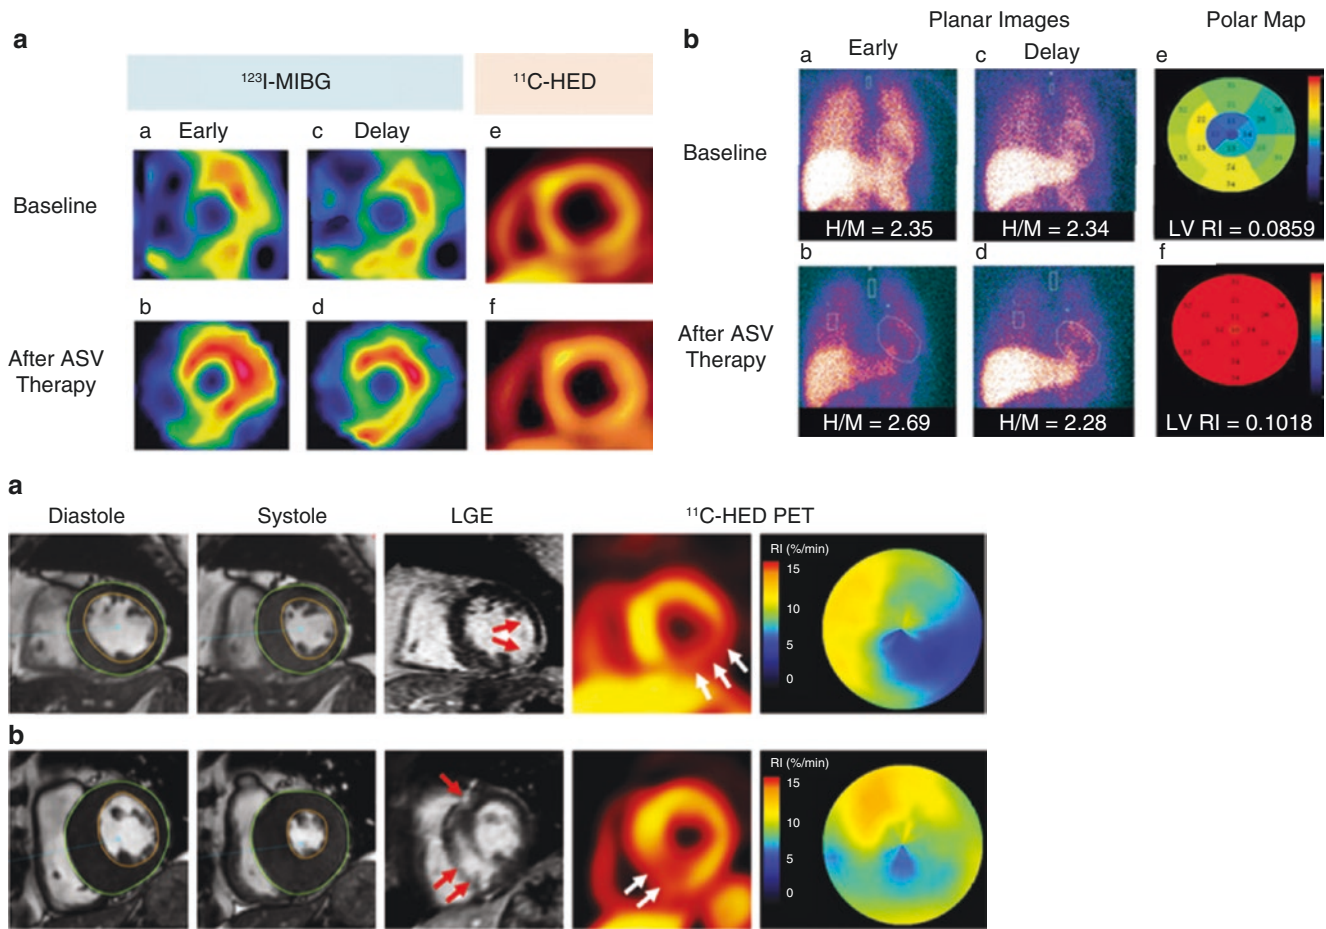 a
¹²³I-MIBG
¹¹C-HED
a Early
c Delay
e
Baseline
b
d
f
After ASV
Therapy
b
Planar Images
Polar Map
a Early
c Delay
e
Baseline
H/M = 2.35
H/M = 2.34
LV RI = 0.0859
b
d
f
After ASV
Therapy
H/M = 2.69
H/M = 2.28
LV RI = 0.1018
a
Diastole
Systole
LGE
¹¹C-HED PET
RI (%/min)
15
10
5
0
b
RI (%/min)
15
10
5
0